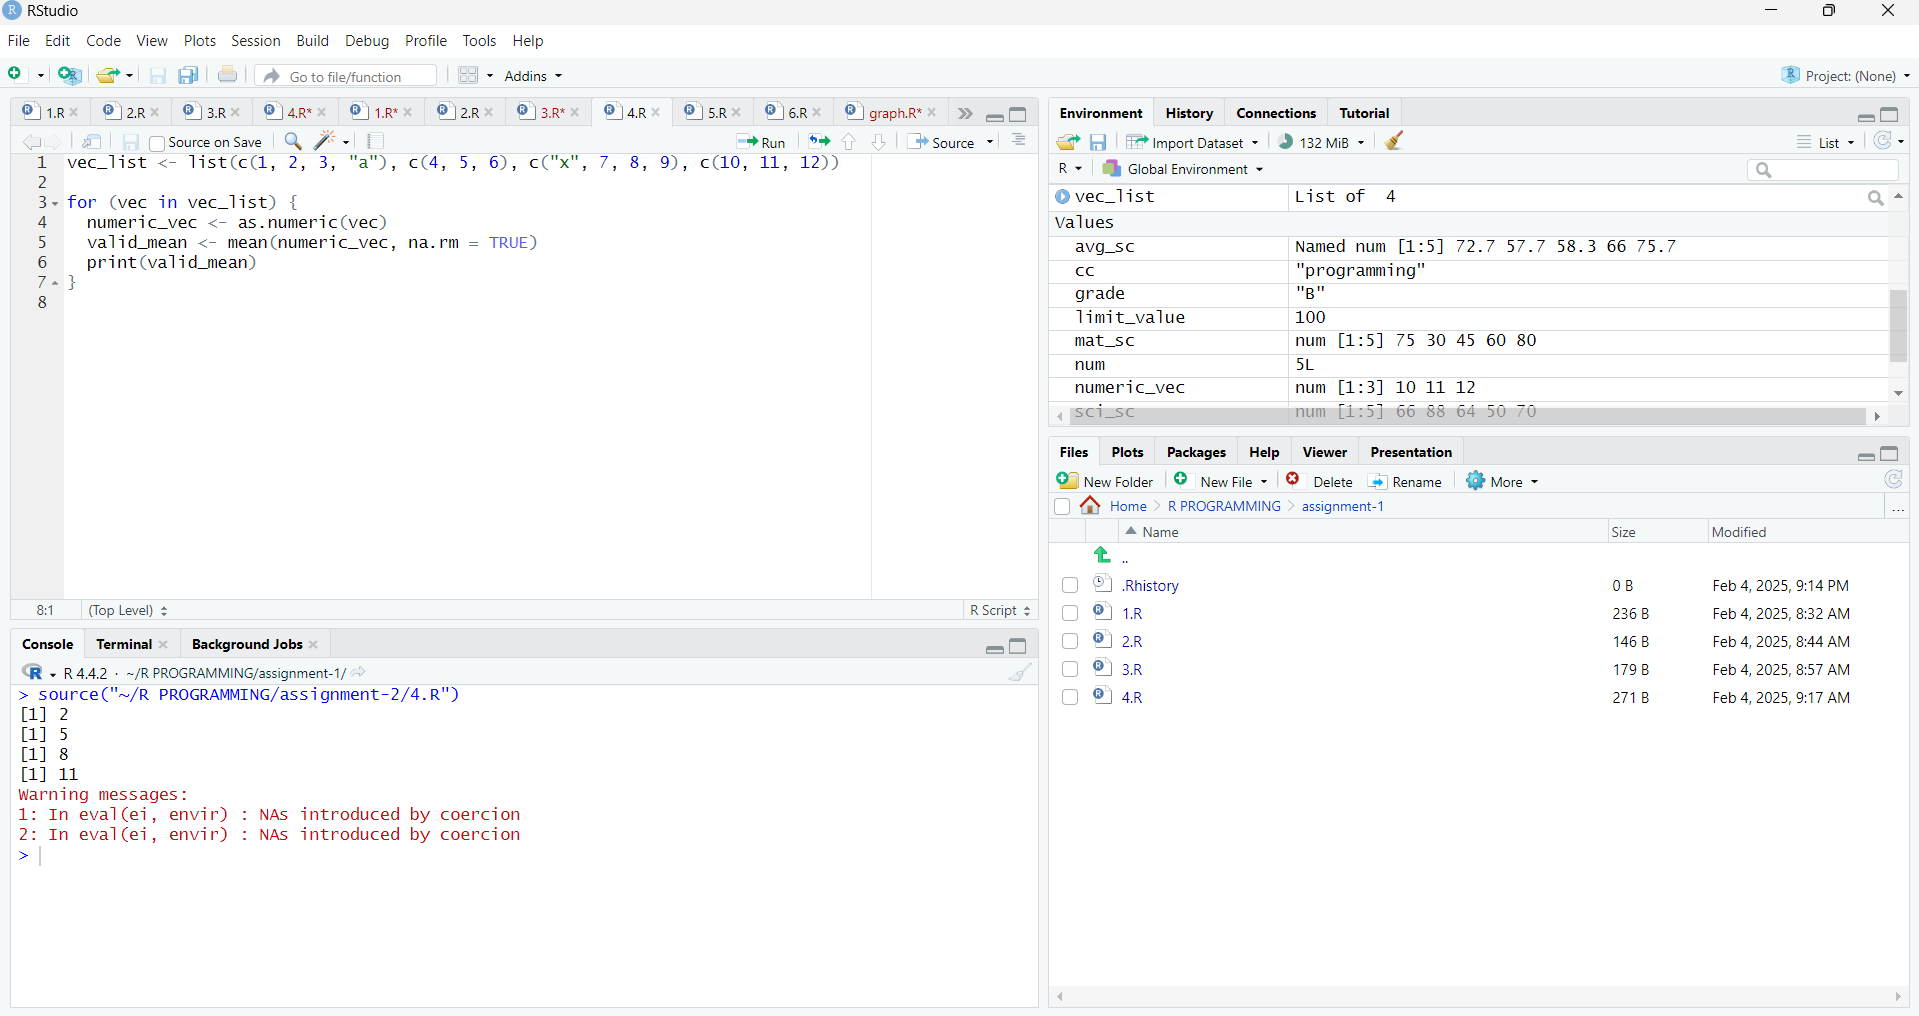 RStudio
File Edit Code View Plots Session Build Debug Profile Tools Help
Go to file/function Addins Project: (None)
1.R 2.R 3.R 4.R* 1.R* 2.R 3.R* 4.R 5.R 6.R graph.R*
Source on Save Run Source
1 vec_list <- list(c(1, 2, 3, "a"), c(4, 5, 6), c("x", 7, 8, 9), c(10, 11, 12))
2
3 for (vec in vec_list) {
4   numeric_vec <- as.numeric(vec)
5   valid_mean <- mean(numeric_vec, na.rm = TRUE)
6   print(valid_mean)
7 }
8
8:1 (Top Level) R Script
Console Terminal Background Jobs
R 4.4.2 · ~/R PROGRAMMING/assignment-1/
> source("~/R PROGRAMMING/assignment-2/4.R")
[1] 2
[1] 5
[1] 8
[1] 11
Warning messages:
1: In eval(ei, envir) : NAs introduced by coercion
2: In eval(ei, envir) : NAs introduced by coercion
>
Environment History Connections Tutorial
Import Dataset 132 MiB List
R Global Environment
vec_list List of 4
Values
avg_sc Named num [1:5] 72.7 57.7 58.3 66 75.7
cc "programming"
grade "B"
limit_value 100
mat_sc num [1:5] 75 30 45 60 80
num 5L
numeric_vec num [1:3] 10 11 12
sci_sc num [1:5] 66 88 64 50 70
Files Plots Packages Help Viewer Presentation
New Folder New File Delete Rename More
Home R PROGRAMMING assignment-1 ...
Name Size Modified
..
.Rhistory 0 B Feb 4, 2025, 9:14 PM
1.R 236 B Feb 4, 2025, 8:32 AM
2.R 146 B Feb 4, 2025, 8:44 AM
3.R 179 B Feb 4, 2025, 8:57 AM
4.R 271 B Feb 4, 2025, 9:17 AM